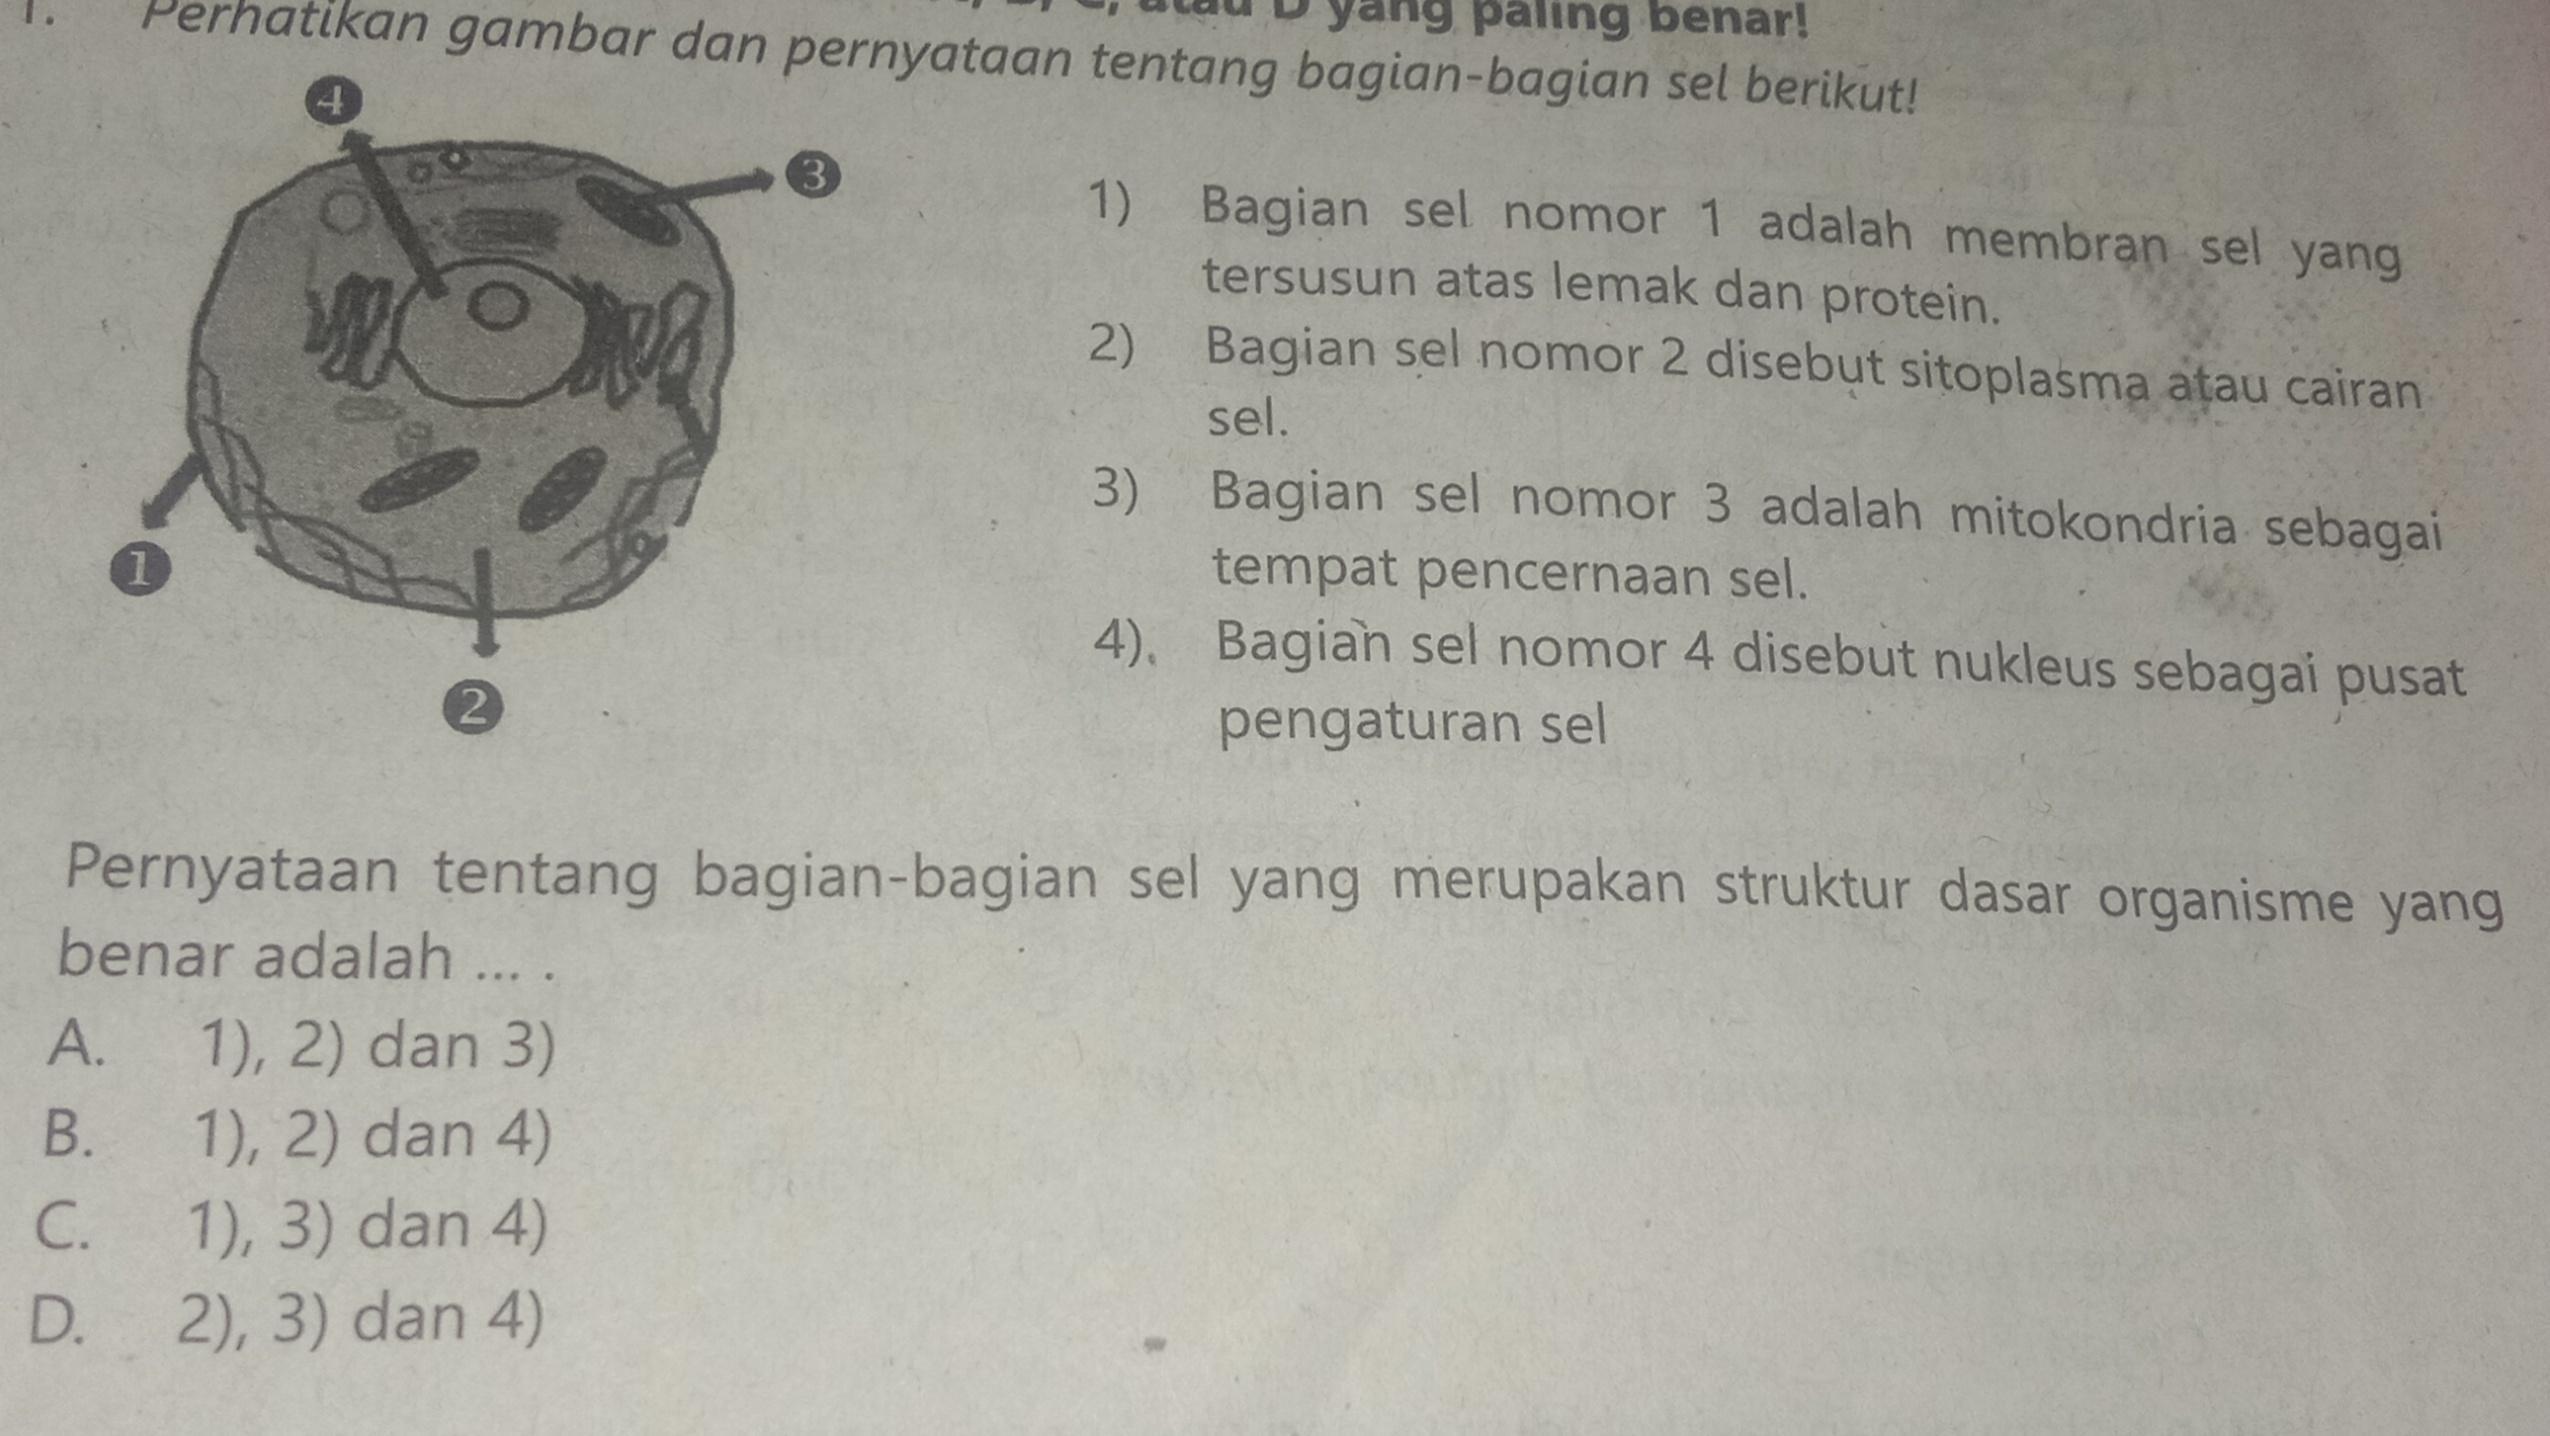 yang paling benar!
1. Perhatikan gambar dan pernyataan tentang bagian-bagian sel berikut!
4
3
1
2
1) Bagian sel nomor 1 adalah membran sel yang
tersusun atas lemak dan protein.
2) Bagian sel nomor 2 disebut sitoplasma atau cairan
sel.
3) Bagian sel nomor 3 adalah mitokondria sebagai
tempat pencernaan sel.
4). Bagian sel nomor 4 disebut nukleus sebagai pusat
pengaturan sel
Pernyataan tentang bagian-bagian sel yang merupakan struktur dasar organisme yang
benar adalah ... .
A. 1), 2) dan 3)
B. 1), 2) dan 4)
C. 1), 3) dan 4)
D. 2), 3) dan 4)